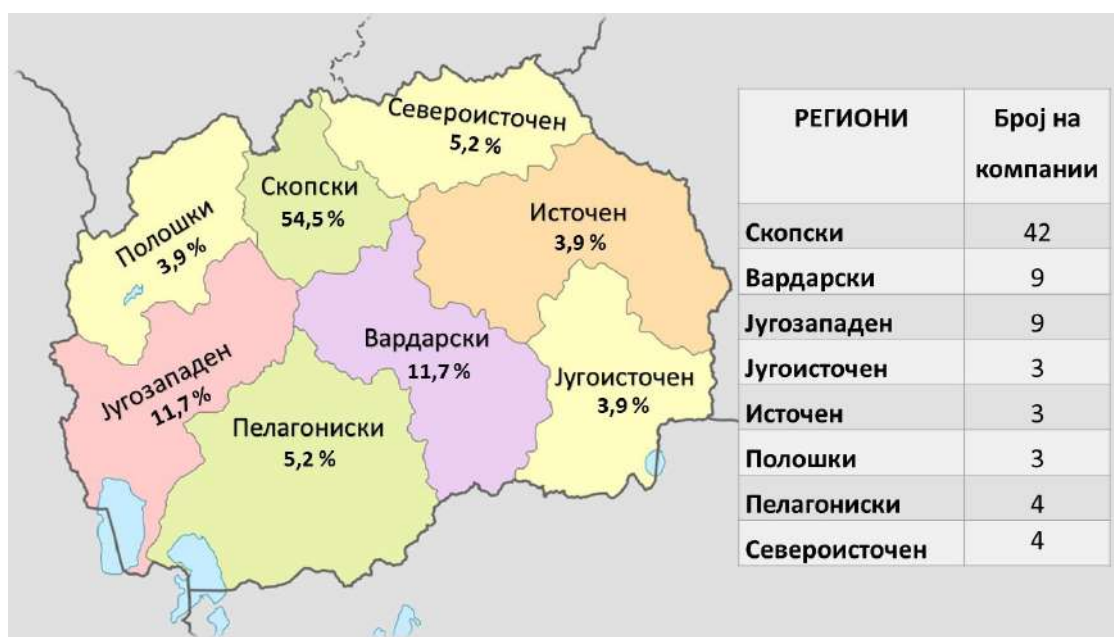 Североисточен
5,2 %
Скопски
54,5 %
Источен
3,9 %
Полошки
3,9 %
Вардарски
11,7 %
Југозападен
11,7 %
Југоисточен
3,9 %
Пелагониски
5,2 %
РЕГИОНИ Број на
компании
Скопски 42
Вардарски 9
Југозападен 9
Југоисточен 3
Источен 3
Полошки 3
Пелагониски 4
Североисточен 4